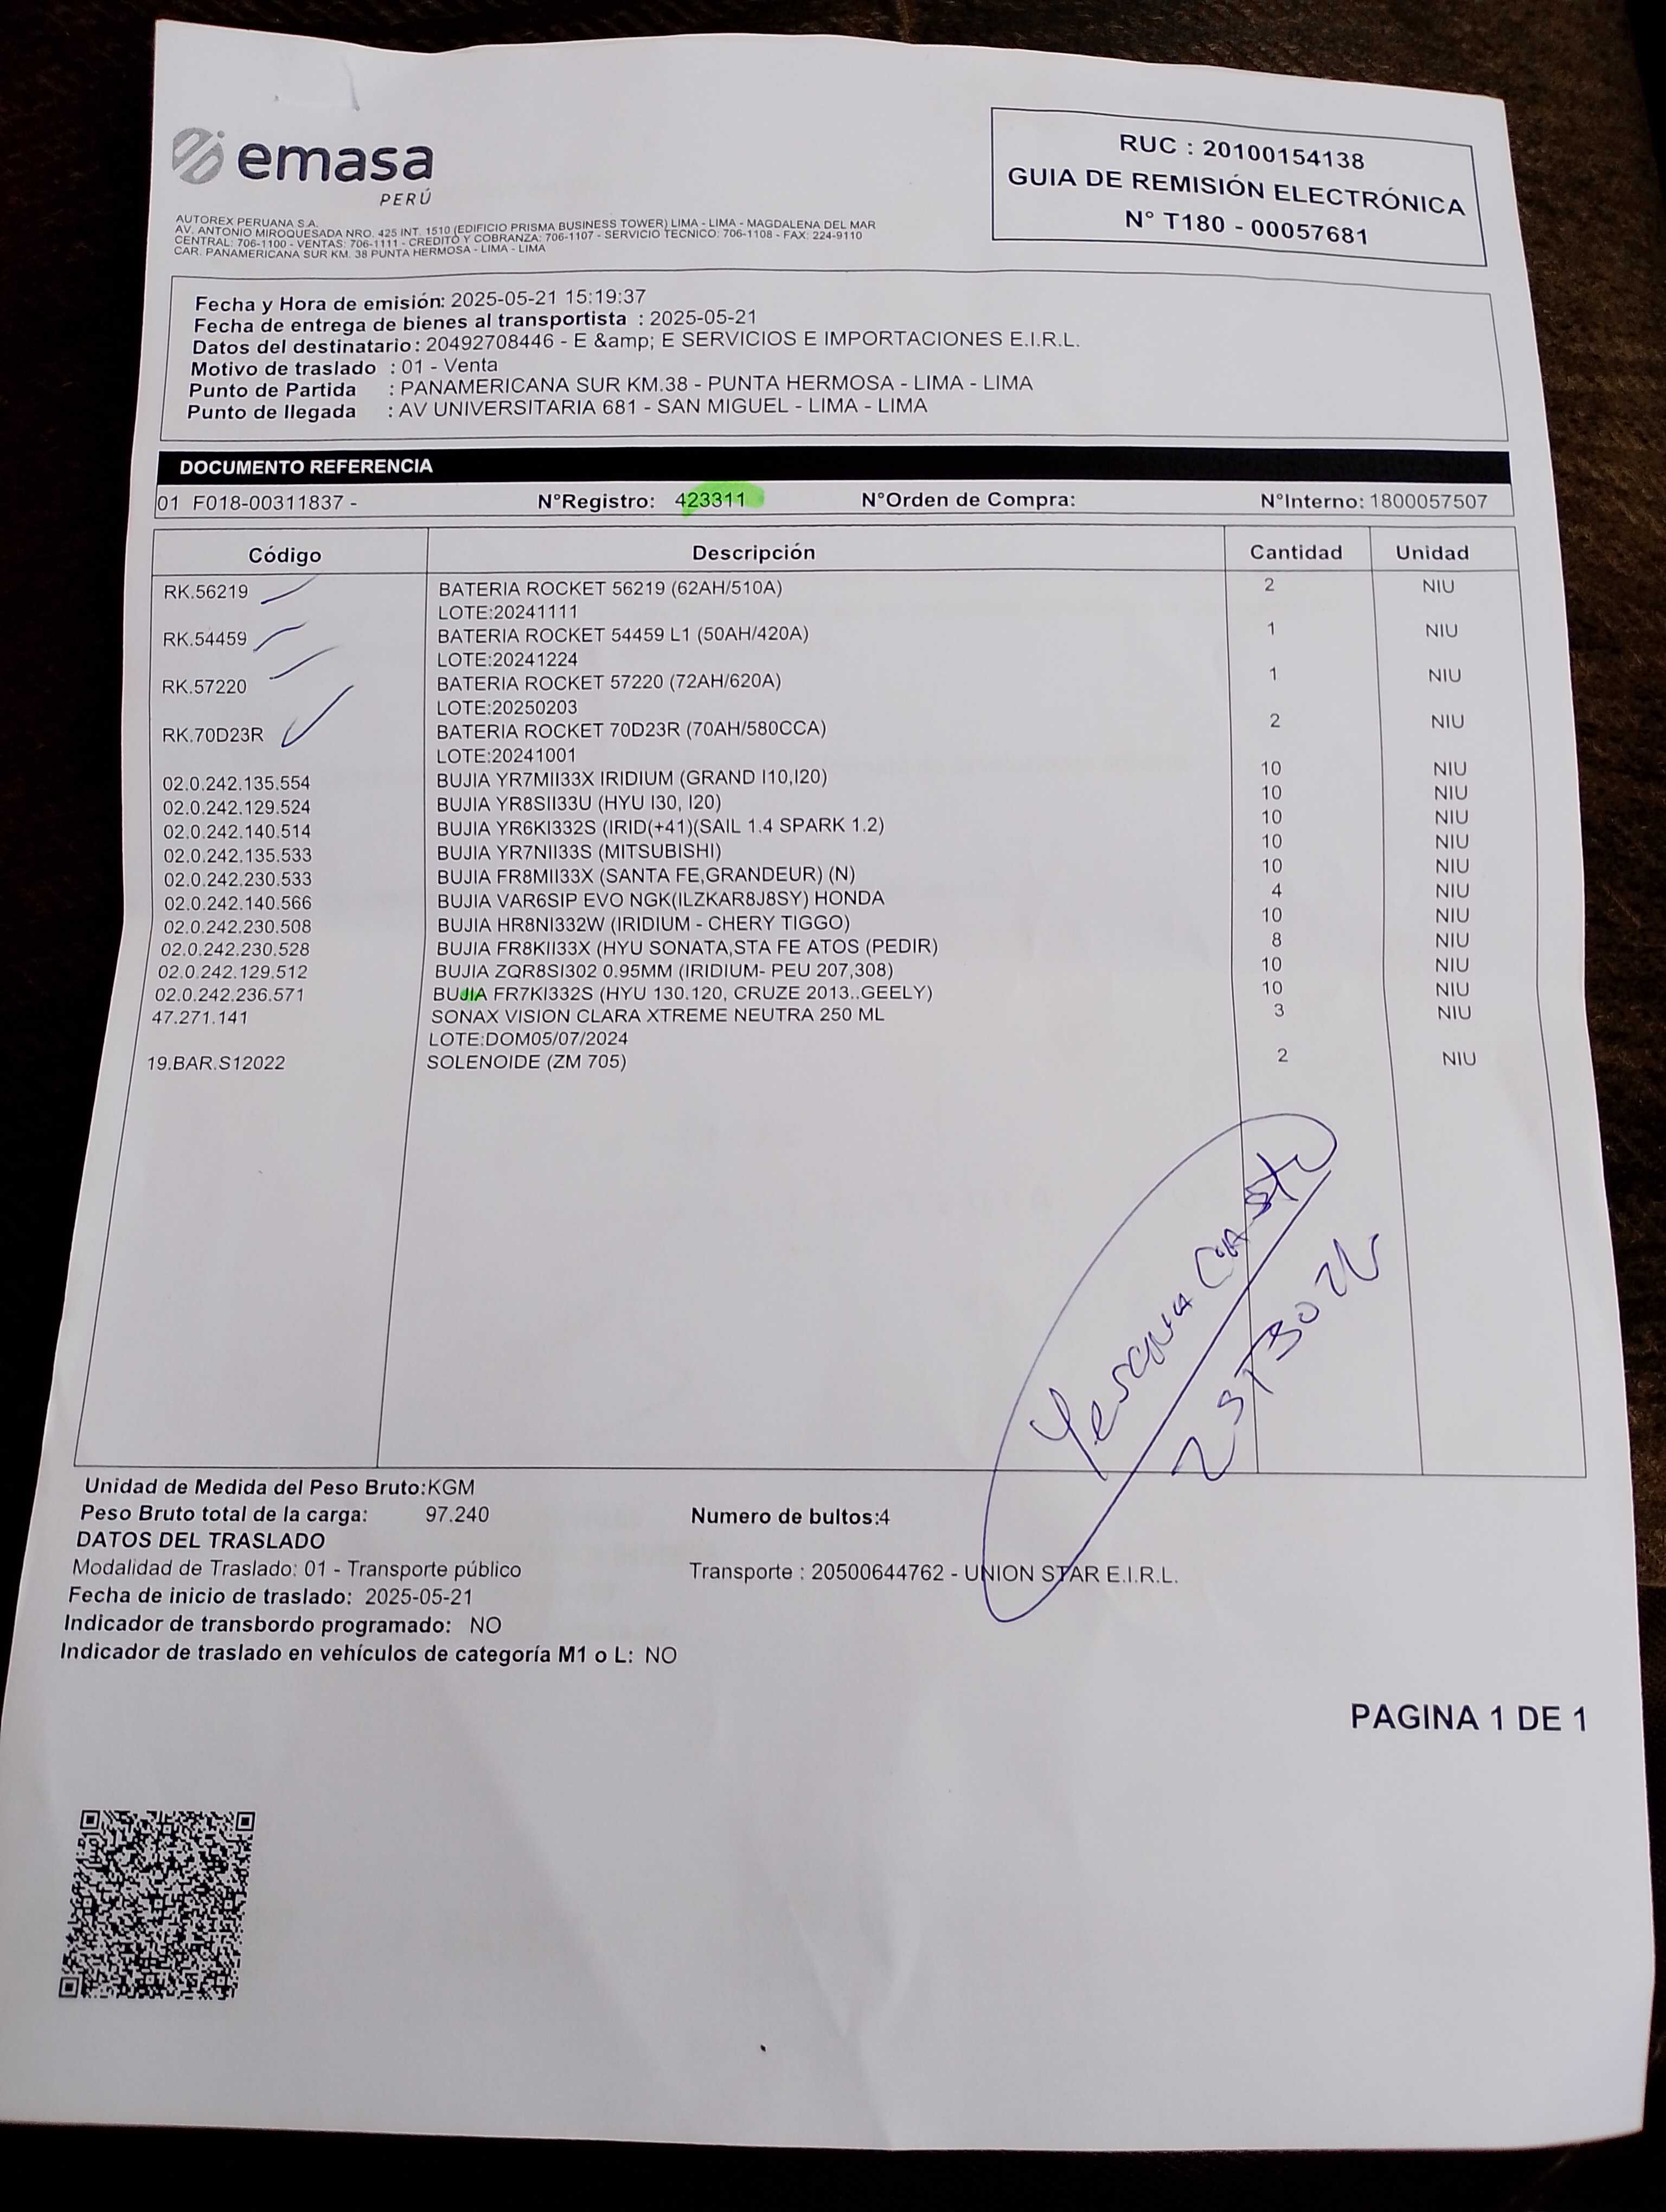 emasa
PERÚ
AUTOREX PERUANA S.A.
AV. ANTONIO MIROQUESADA NRO. 425 INT. 1510 (EDIFICIO PRISMA BUSINESS TOWER) LIMA - LIMA - MAGDALENA DEL MAR
CENTRAL: 706-1100 - VENTAS: 706-1111 - CREDITO Y COBRANZA: 706-1107 - SERVICIO TECNICO: 706-1108 - FAX: 224-9110
CAR. PANAMERICANA SUR KM. 38 PUNTA HERMOSA - LIMA - LIMA
RUC : 20100154138
GUIA DE REMISIÓN ELECTRÓNICA
N° T180 - 00057681
Fecha y Hora de emisión: 2025-05-21 15:19:37
Fecha de entrega de bienes al transportista : 2025-05-21
Datos del destinatario: 20492708446 - E &amp; E SERVICIOS E IMPORTACIONES E.I.R.L.
Motivo de traslado : 01 - Venta
Punto de Partida : PANAMERICANA SUR KM.38 - PUNTA HERMOSA - LIMA - LIMA
Punto de llegada : AV UNIVERSITARIA 681 - SAN MIGUEL - LIMA - LIMA
DOCUMENTO REFERENCIA
01 F018-00311837 - N°Registro: 423311 N°Orden de Compra: N°Interno: 1800057507
Código Descripción Cantidad Unidad
RK.56219 BATERIA ROCKET 56219 (62AH/510A) 2 NIU
LOTE:20241111
RK.54459 BATERIA ROCKET 54459 L1 (50AH/420A) 1 NIU
LOTE:20241224
RK.57220 BATERIA ROCKET 57220 (72AH/620A) 1 NIU
LOTE:20250203
RK.70D23R BATERIA ROCKET 70D23R (70AH/580CCA) 2 NIU
LOTE:20241001
02.0.242.135.554 BUJIA YR7MII33X IRIDIUM (GRAND I10,I20) 10 NIU
02.0.242.129.524 BUJIA YR8SII33U (HYU I30, I20) 10 NIU
02.0.242.140.514 BUJIA YR6KI332S (IRID(+41)(SAIL 1.4 SPARK 1.2) 10 NIU
02.0.242.135.533 BUJIA YR7NII33S (MITSUBISHI) 10 NIU
02.0.242.230.533 BUJIA FR8MII33X (SANTA FE,GRANDEUR) (N) 10 NIU
02.0.242.140.566 BUJIA VAR6SIP EVO NGK(ILZKAR8J8SY) HONDA 4 NIU
02.0.242.230.508 BUJIA HR8NI332W (IRIDIUM - CHERY TIGGO) 10 NIU
02.0.242.230.528 BUJIA FR8KII33X (HYU SONATA,STA FE ATOS (PEDIR) 8 NIU
02.0.242.129.512 BUJIA ZQR8SI302 0.95MM (IRIDIUM- PEU 207,308) 10 NIU
02.0.242.236.571 BUJIA FR7KI332S (HYU 130.120, CRUZE 2013..GEELY) 10 NIU
47.271.141 SONAX VISION CLARA XTREME NEUTRA 250 ML 3 NIU
LOTE:DOM05/07/2024
19.BAR.S12022 SOLENOIDE (ZM 705) 2 NIU
Unidad de Medida del Peso Bruto:KGM
Peso Bruto total de la carga: 97.240 Numero de bultos:4
DATOS DEL TRASLADO
Modalidad de Traslado: 01 - Transporte público Transporte : 20500644762 - UNION STAR E.I.R.L.
Fecha de inicio de traslado: 2025-05-21
Indicador de transbordo programado: NO
Indicador de traslado en vehículos de categoría M1 o L: NO
PAGINA 1 DE 1